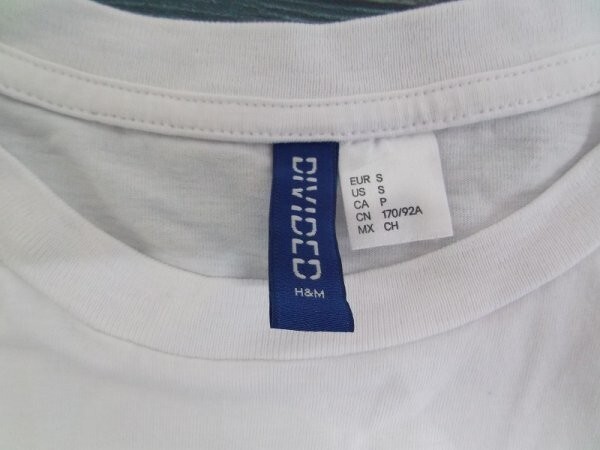 DIVIDED
H&M
EUR S
US S
CA P
CN 170/92A
MX CH